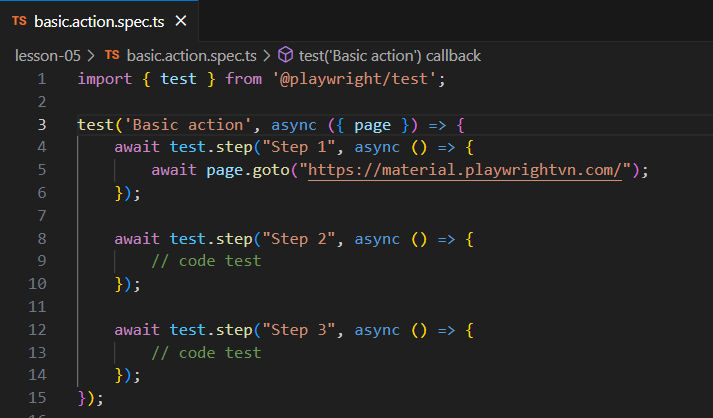 TS basic.action.spec.ts ×
lesson-05 > TS basic.action.spec.ts > test('Basic action') callback
1 import { test } from '@playwright/test';
2
3 test('Basic action', async ({ page }) => {
4     await test.step("Step 1", async () => {
5         await page.goto("https://material.playwrightvn.com/");
6     });
7
8     await test.step("Step 2", async () => {
9         // code test
10     });
11
12     await test.step("Step 3", async () => {
13         // code test
14     });
15 });
16